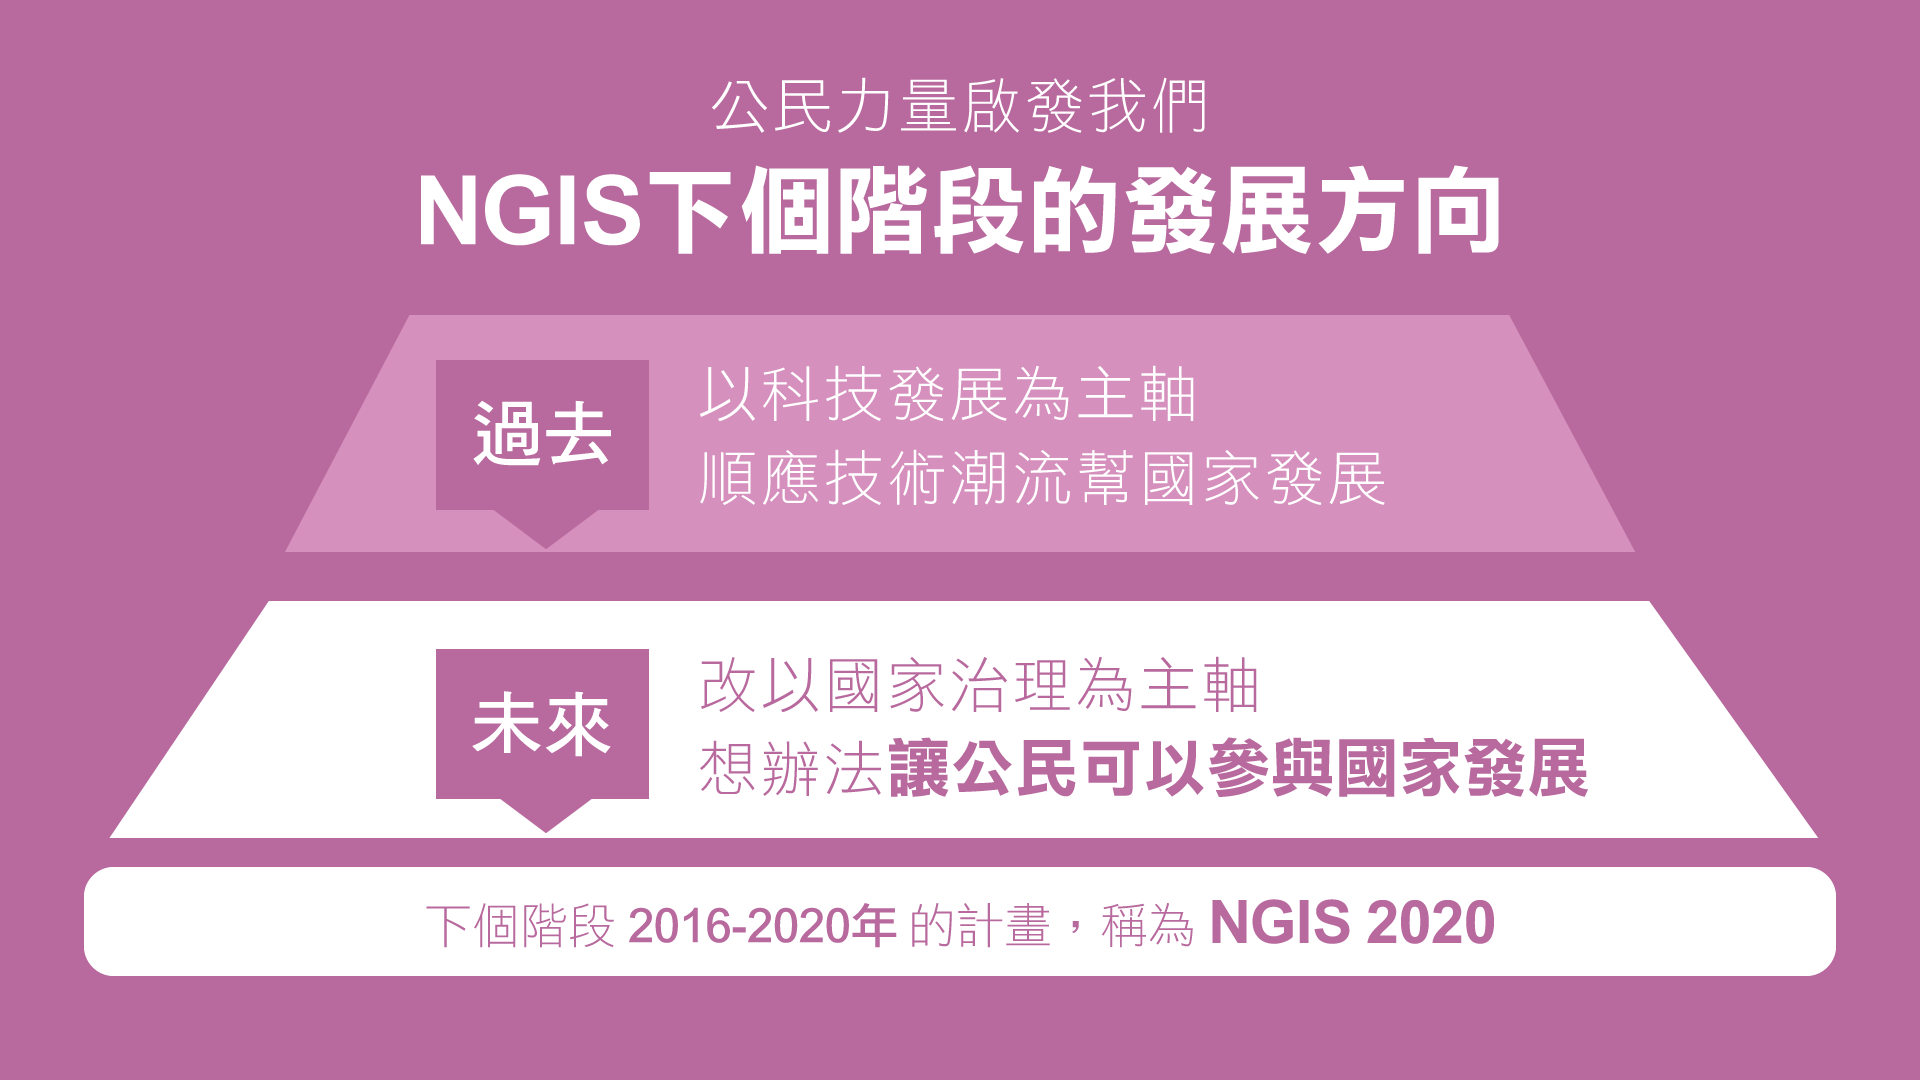 公民力量啟發我們
NGIS下個階段的發展方向
過去
以科技發展為主軸
順應技術潮流幫國家發展
未來
改以國家治理為主軸
想辦法讓公民可以參與國家發展
下個階段 2016-2020年 的計畫，稱為 NGIS 2020